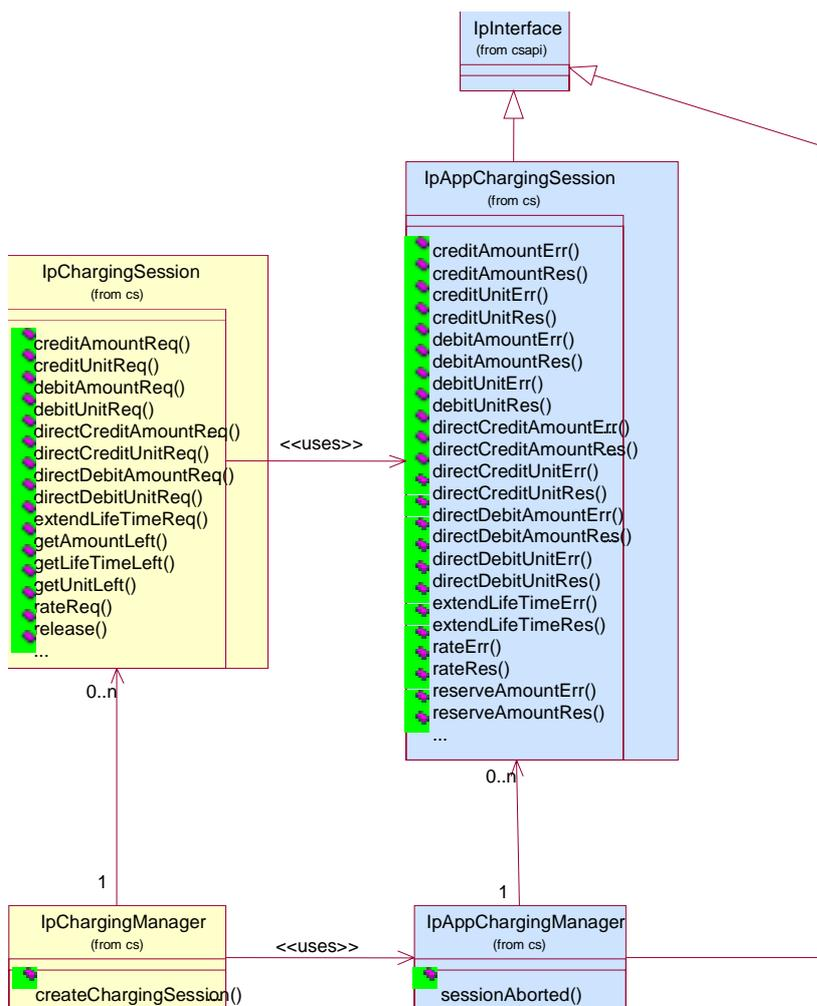 IpInterface
(from csapi)
IpAppChargingSession
(from cs)
creditAmountErr()
creditAmountRes()
creditUnitErr()
creditUnitRes()
debitAmountErr()
debitAmountRes()
debitUnitErr()
debitUnitRes()
directCreditAmountErr()
directCreditAmountRes()
directCreditUnitErr()
directCreditUnitRes()
directDebitAmountErr()
directDebitAmountRes()
directDebitUnitErr()
directDebitUnitRes()
extendLifeTimeErr()
extendLifeTimeRes()
rateErr()
rateRes()
reserveAmountErr()
reserveAmountRes()
...
IpChargingSession
(from cs)
creditAmountReq()
creditUnitReq()
debitAmountReq()
debitUnitReq()
directCreditAmountReq()
directCreditUnitReq()
directDebitAmountReq()
directDebitUnitReq()
extendLifeTimeReq()
getAmountLeft()
getLifeTimeLeft()
getUnitLeft()
rateReq()
release()
...
<<uses>>
0..n
0..n
1
1
IpChargingManager
(from cs)
createChargingSession()
<<uses>>
IpAppChargingManager
(from cs)
sessionAborted()